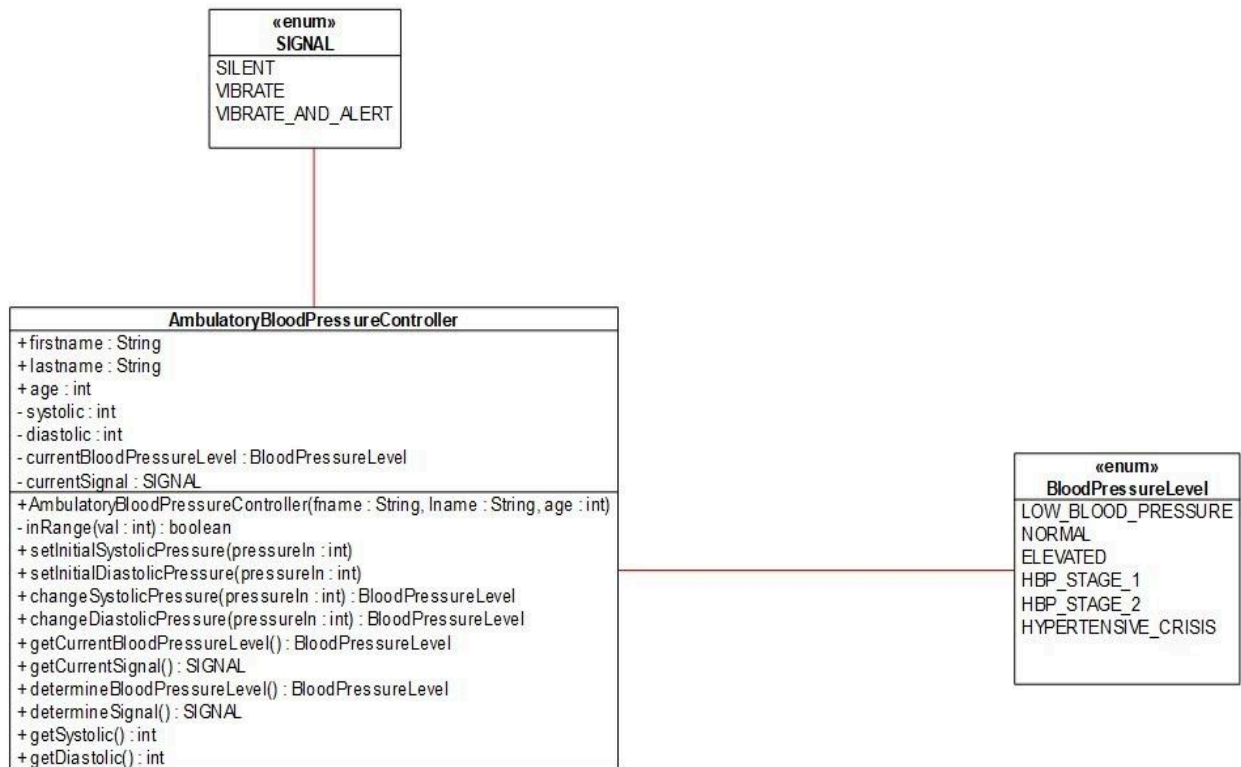 «enum»
SIGNAL
SILENT
VIBRATE
VIBRATE_AND_ALERT
AmbulatoryBloodPressureController
+ firstname : String
+ lastname : String
+ age : int
- systolic : int
- diastolic : int
- currentBloodPressureLevel : BloodPressureLevel
- currentSignal : SIGNAL
+ AmbulatoryBloodPressureController(fname : String, lname : String, age : int)
- inRange(val : int) : boolean
+ setInitialSystolicPressure(pressureIn : int)
+ setInitialDiastolicPressure(pressureIn : int)
+ changeSystolicPressure(pressureIn : int) : BloodPressureLevel
+ changeDiastolicPressure(pressureIn : int) : BloodPressureLevel
+ getCurrentBloodPressureLevel() : BloodPressureLevel
+ getCurrentSignal() : SIGNAL
+ determineBloodPressureLevel() : BloodPressureLevel
+ determineSignal() : SIGNAL
+ getSystolic() : int
+ getDiastolic() : int
«enum»
BloodPressureLevel
LOW_BLOOD_PRESSURE
NORMAL
ELEVATED
HBP_STAGE_1
HBP_STAGE_2
HYPERTENSIVE_CRISIS